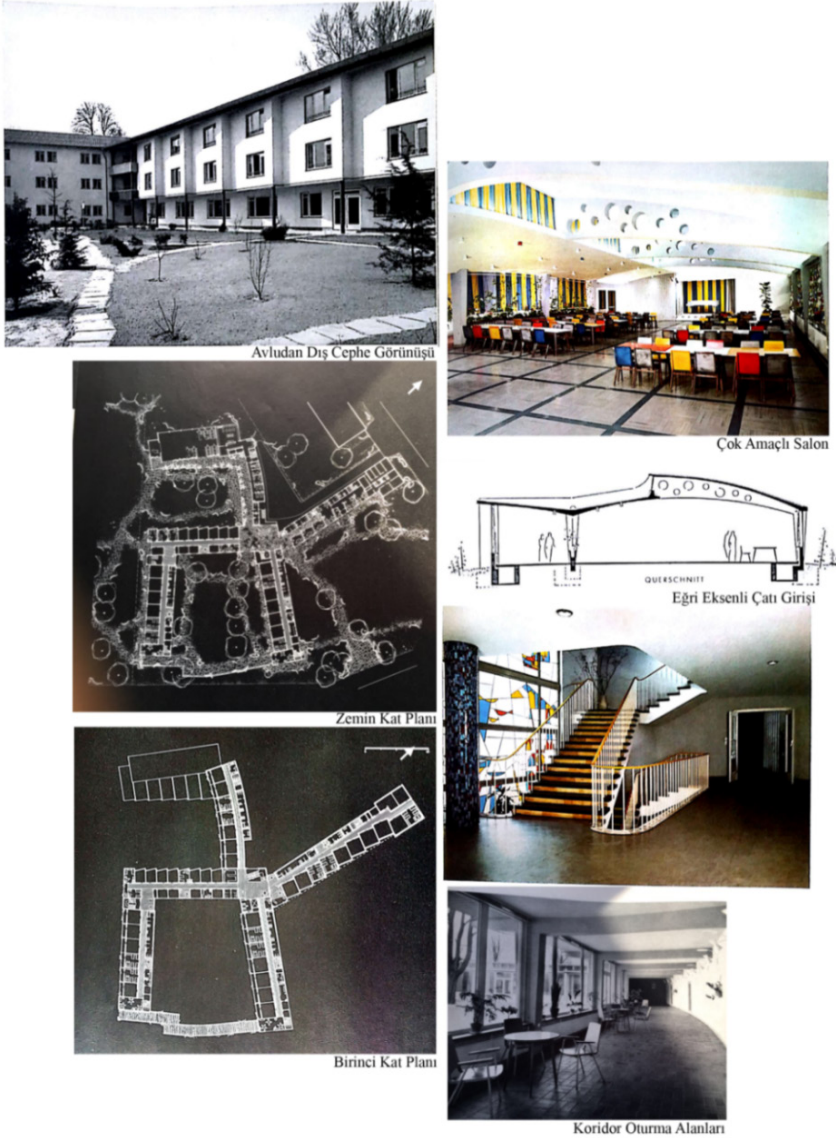 Avludan Dış Cephe Görünüşü
Çok Amaçlı Salon
QUERSCHNITT
Eğri Eksenli Çatı Girişi
Zemin Kat Planı
Birinci Kat Planı
Koridor Oturma Alanları